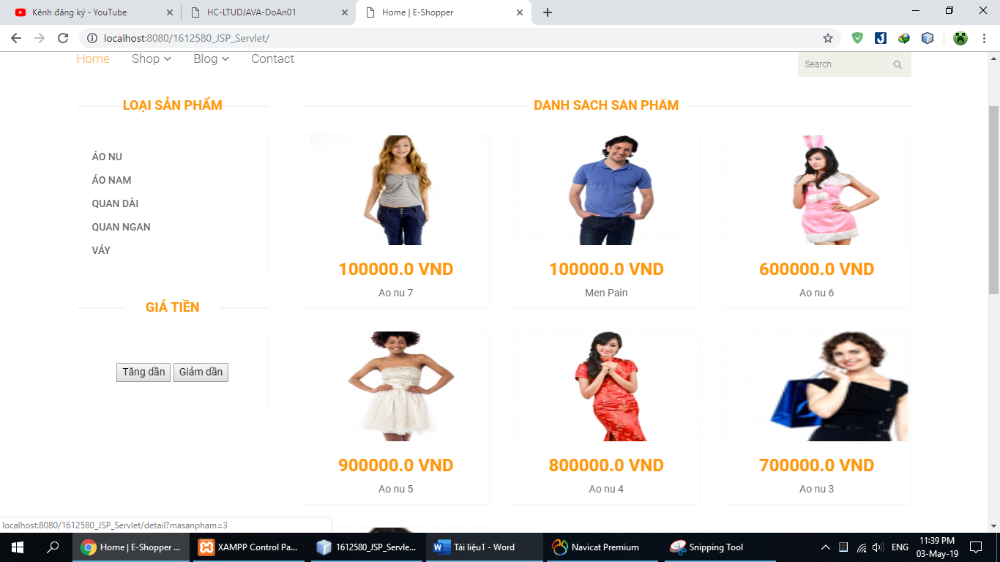 Kênh đăng ký - YouTube
HC-LTUDJAVA-DoAn01
Home | E-Shopper
localhost:8080/1612580_JSP_Servlet/
Home Shop Blog Contact
Search
LOẠI SẢN PHẨM
ÁO NU
ÁO NAM
QUAN DÀI
QUAN NGAN
VÁY
GIÁ TIỀN
Tăng dần Giảm dần
DANH SÁCH SẢN PHẨM
100000.0 VND
Ao nu 7
100000.0 VND
Men Pain
600000.0 VND
Ao nu 6
900000.0 VND
Ao nu 5
800000.0 VND
Ao nu 4
700000.0 VND
Ao nu 3
localhost:8080/1612580_JSP_Servlet/detail?masanpham=3
Home | E-Shopper ...
XAMPP Control Pa...
1612580_JSP_Servle...
Tài liệu1 - Word
Navicat Premium
Snipping Tool
ENG
11:39 PM
03-May-19